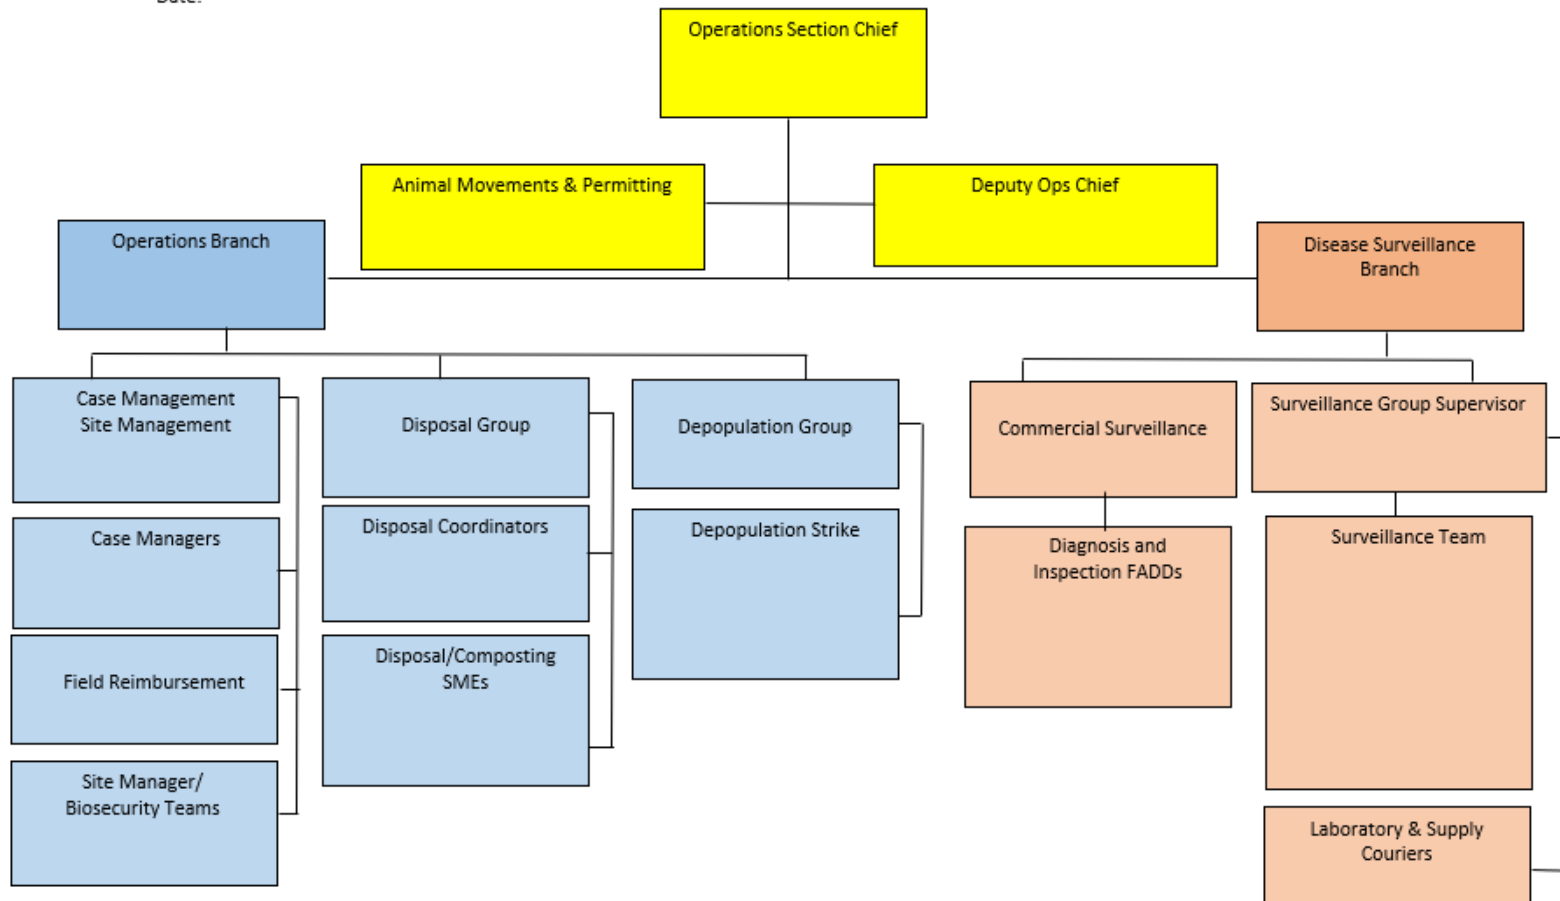 Date:
Operations Section Chief
Animal Movements & Permitting
Deputy Ops Chief
Operations Branch
Disease Surveillance
Branch
Case Management
Site Management
Disposal Group
Depopulation Group
Commercial Surveillance
Surveillance Group Supervisor
Case Managers
Disposal Coordinators
Depopulation Strike
Diagnosis and
Inspection FADDs
Surveillance Team
Field Reimbursement
Disposal/Composting
SMEs
Site Manager/
Biosecurity Teams
Laboratory & Supply
Couriers